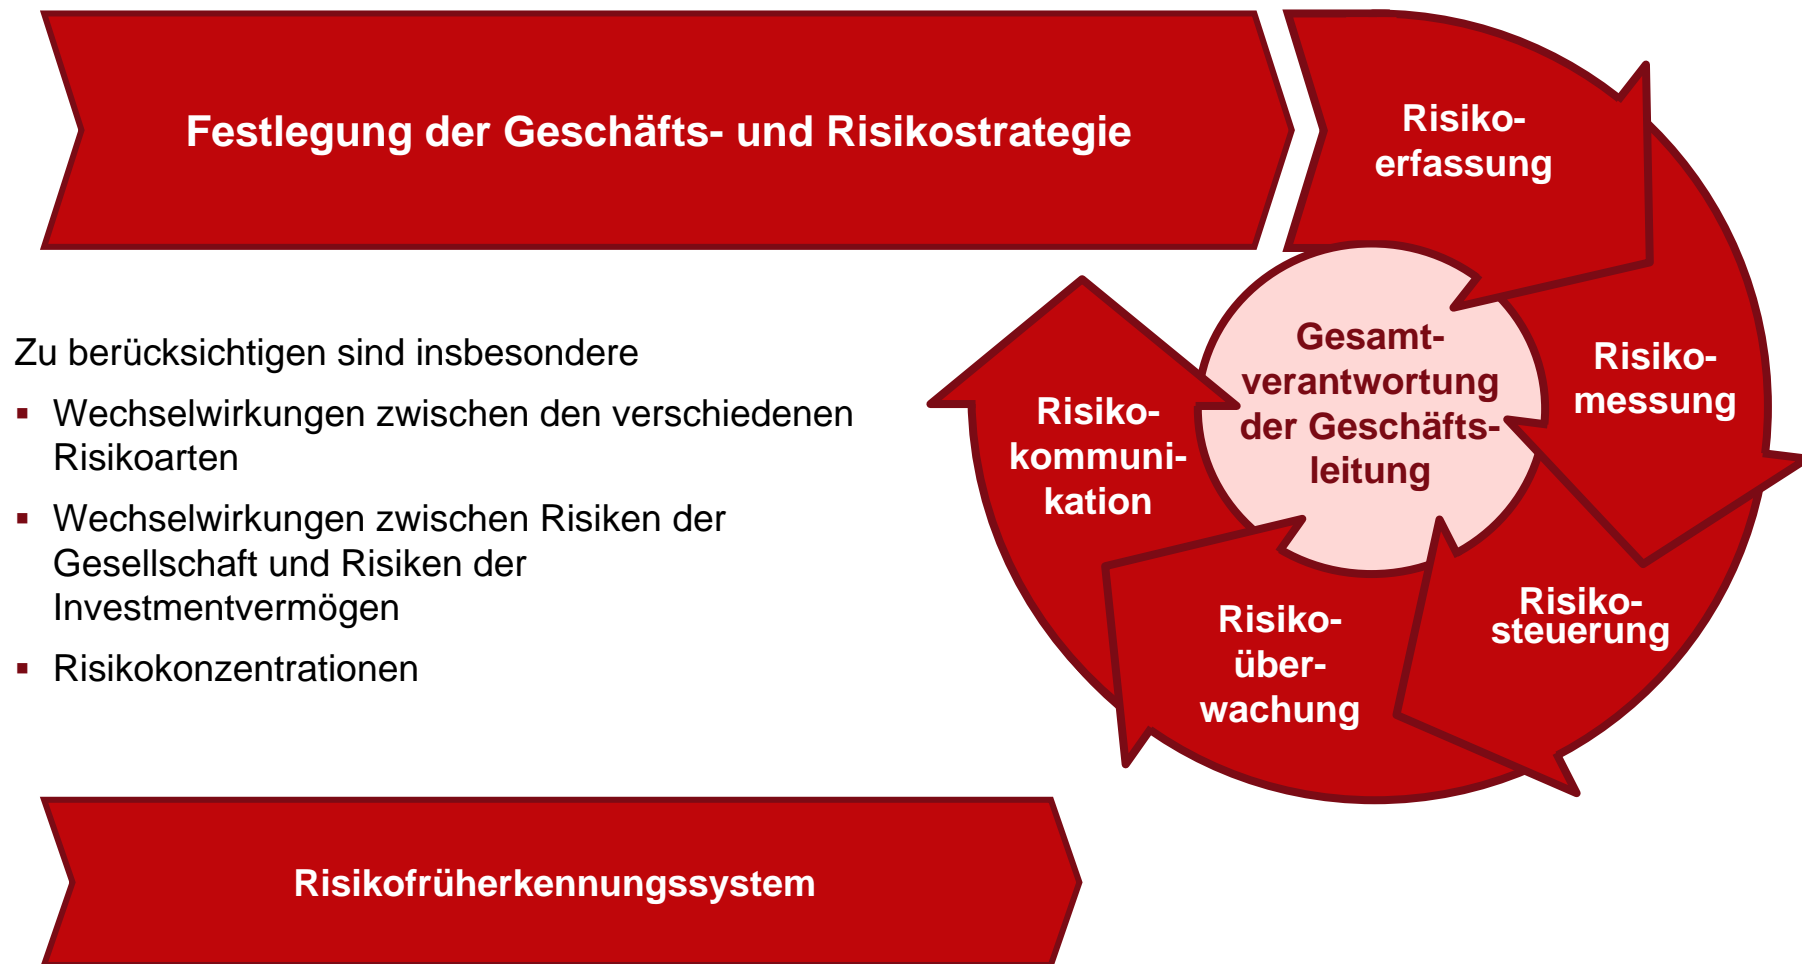 Festlegung der Geschäfts- und Risikostrategie
Risiko-
erfassung
Zu berücksichtigen sind insbesondere
▪ Wechselwirkungen zwischen den verschiedenen
Risikoarten
▪ Wechselwirkungen zwischen Risiken der
Gesellschaft und Risiken der
Investmentvermögen
▪ Risikokonzentrationen
Gesamt-
verantwortung
der Geschäfts-
leitung
Risiko-
messung
Risiko-
steuerung
Risiko-
über-
wachung
Risiko-
kommuni-
kation
Risikofrüherkennungssystem